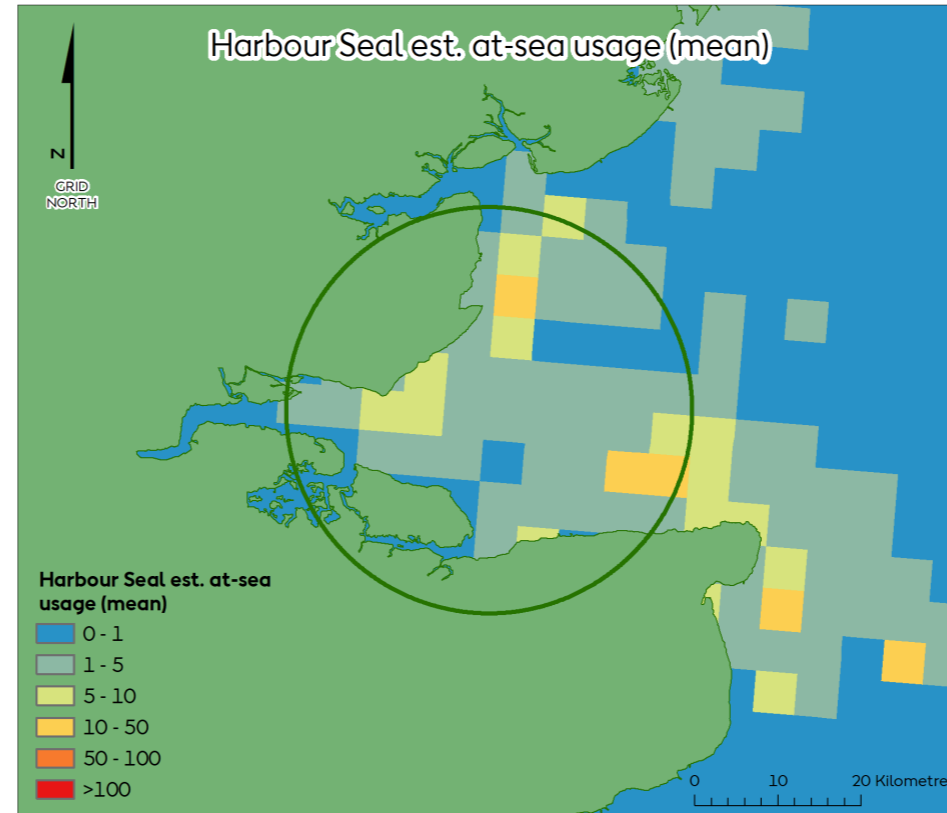 Harbour Seal est. at-sea usage (mean)
N
GRID
NORTH
Harbour Seal est. at-sea
usage (mean)
0 - 1
1 - 5
5 - 10
10 - 50
50 - 100
>100
0 10 20 Kilometre